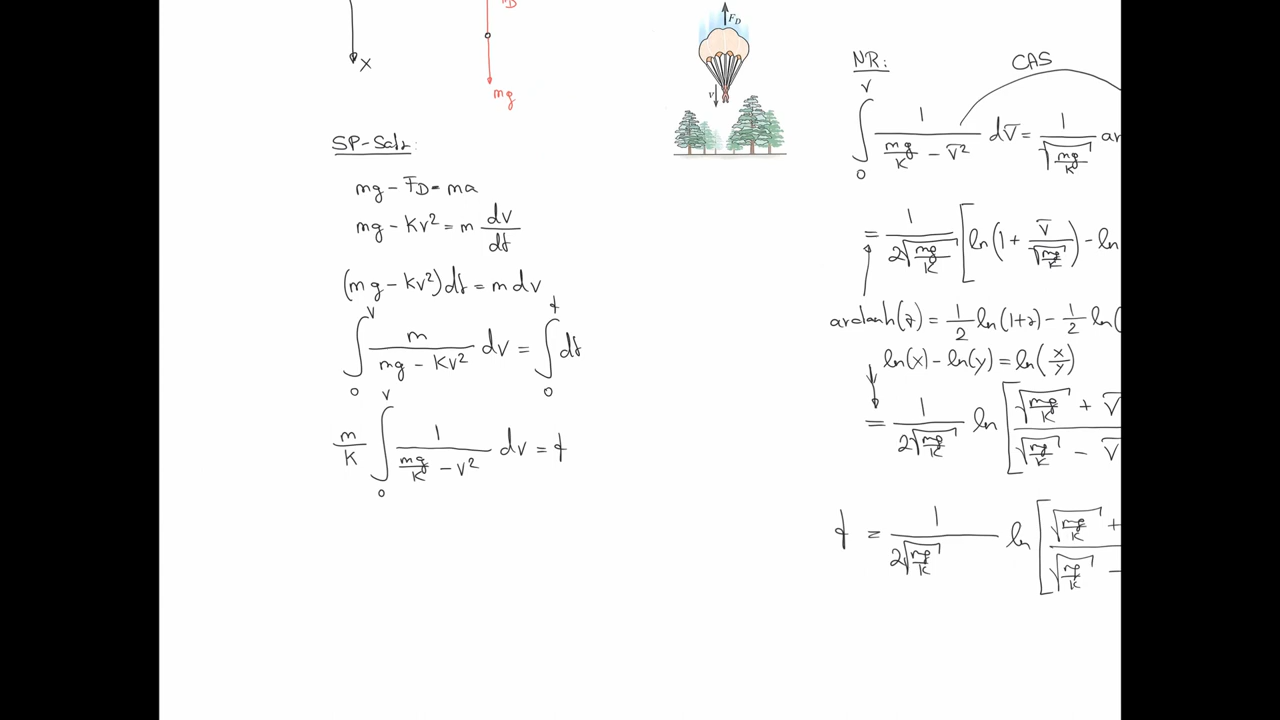 x
mg
F_D
v
SP-Satz:
mg - F_D = ma
mg - kv² = m dv/dt
(mg - kv²)dt = m dv
∫₀^v m/(mg - kv²) dv = ∫₀^t dt
m/k ∫₀^v 1/(mg/k - v²) dv = t
NR: CAS
∫₀^v 1/(mg/k - v̅²) dv̅ = 1/√(mg/k) ar
= 1/(2√(mg/k)) [ln(1 + v̅/√(mg/k)) - ln
arctanh(z) = 1/2 ln(1+z) - 1/2 ln(
ln(x) - ln(y) = ln(x/y)
= 1/(2√(mg/k)) ln[(√(mg/k) + v̅)/(√(mg/k) - v̅)
t = 1/(2√(mg/k)) ln[(√(mg/k) +)/(√(mg/k) -)